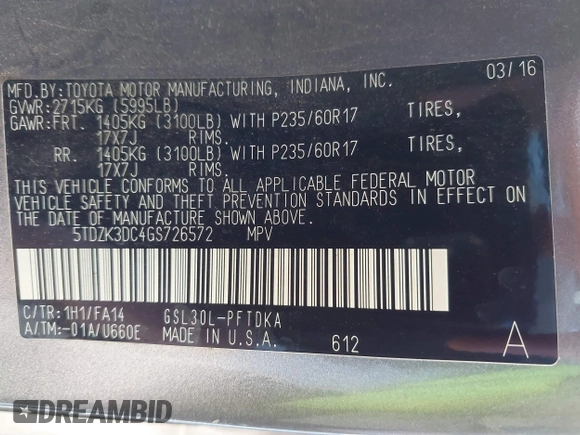 MFD.BY:TOYOTA MOTOR MANUFACTURING, INDIANA, INC. 03/16
GVWR:2715KG (5995LB)
GAWR:FRT. 1405KG (3100LB) WITH P235/60R17 TIRES,
17X7J RIMS.
RR. 1405KG (3100LB) WITH P235/60R17 TIRES,
17X7J RIMS.
THIS VEHICLE CONFORMS TO ALL APPLICABLE FEDERAL MOTOR
VEHICLE SAFETY AND THEFT PREVENTION STANDARDS IN EFFECT ON
THE DATE OF MANUFACTURE SHOWN ABOVE.
5TDZK3DC4GS726572 MPV
C/TR:1H1/FA14 GSL30L-PFTDKA
A/TM:-01A/U660E MADE IN U.S.A. 612 A
DREAMBID